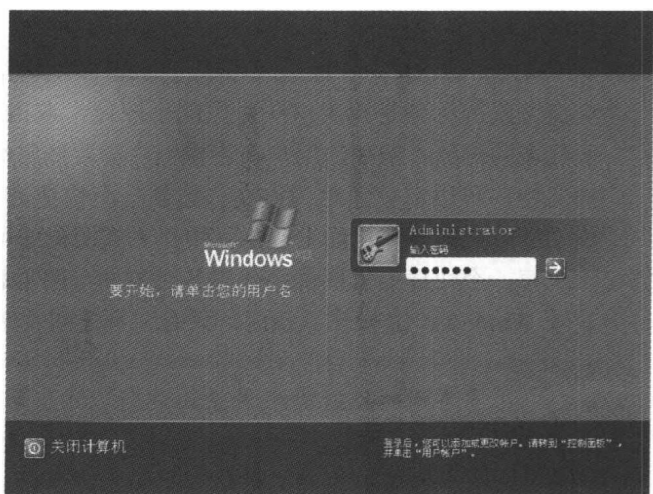 Microsoft
Windows
要开始，请单击您的用户名
Administrator
输入密码
关闭计算机
登录后，您可以添加或更改帐户。请转到“控制面板”，
并单击“用户帐户”。